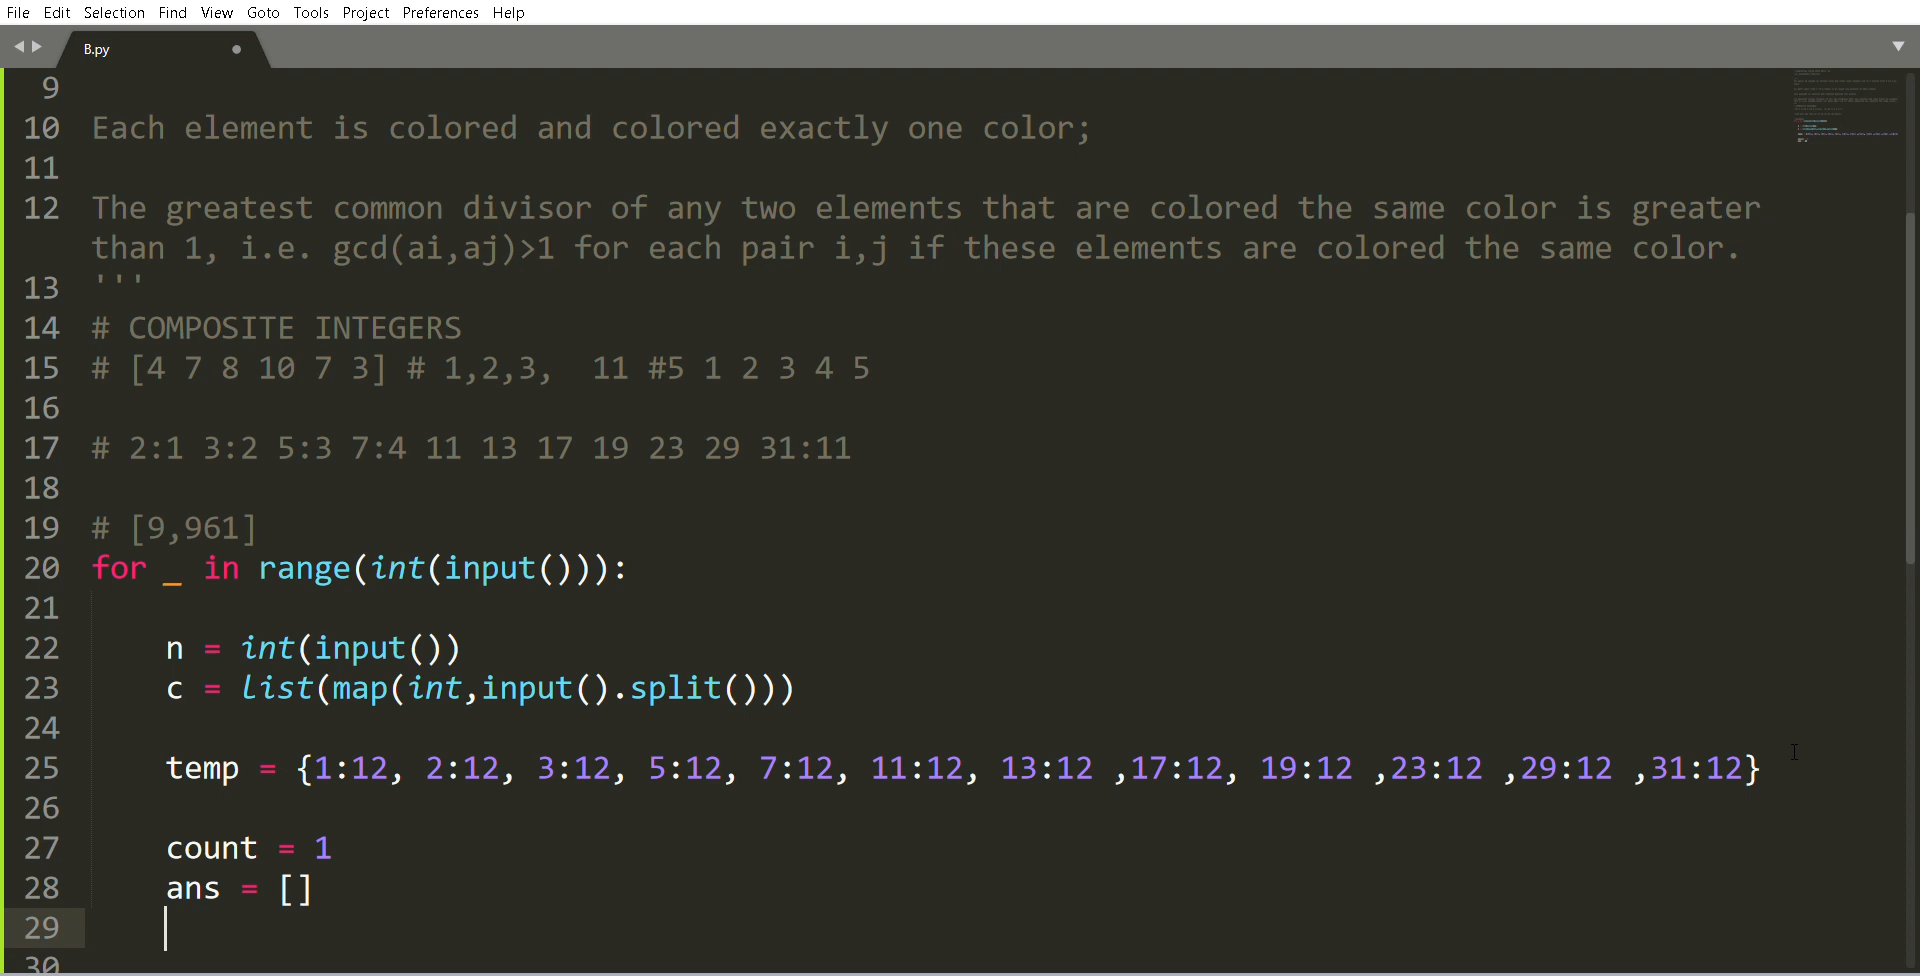 File Edit Selection Find View Goto Tools Project Preferences Help
B.py
9
10 Each element is colored and colored exactly one color;
11
12 The greatest common divisor of any two elements that are colored the same color is greater
than 1, i.e. gcd(ai,aj)>1 for each pair i,j if these elements are colored the same color.
13 '''
14 # COMPOSITE INTEGERS
15 # [4 7 8 10 7 3] # 1,2,3,  11 #5 1 2 3 4 5
16
17 # 2:1 3:2 5:3 7:4 11 13 17 19 23 29 31:11
18
19 # [9,961]
20 for _ in range(int(input())):
21
22     n = int(input())
23     c = list(map(int,input().split()))
24
25     temp = {1:12, 2:12, 3:12, 5:12, 7:12, 11:12, 13:12 ,17:12, 19:12 ,23:12 ,29:12 ,31:12}
26
27     count = 1
28     ans = []
29
30